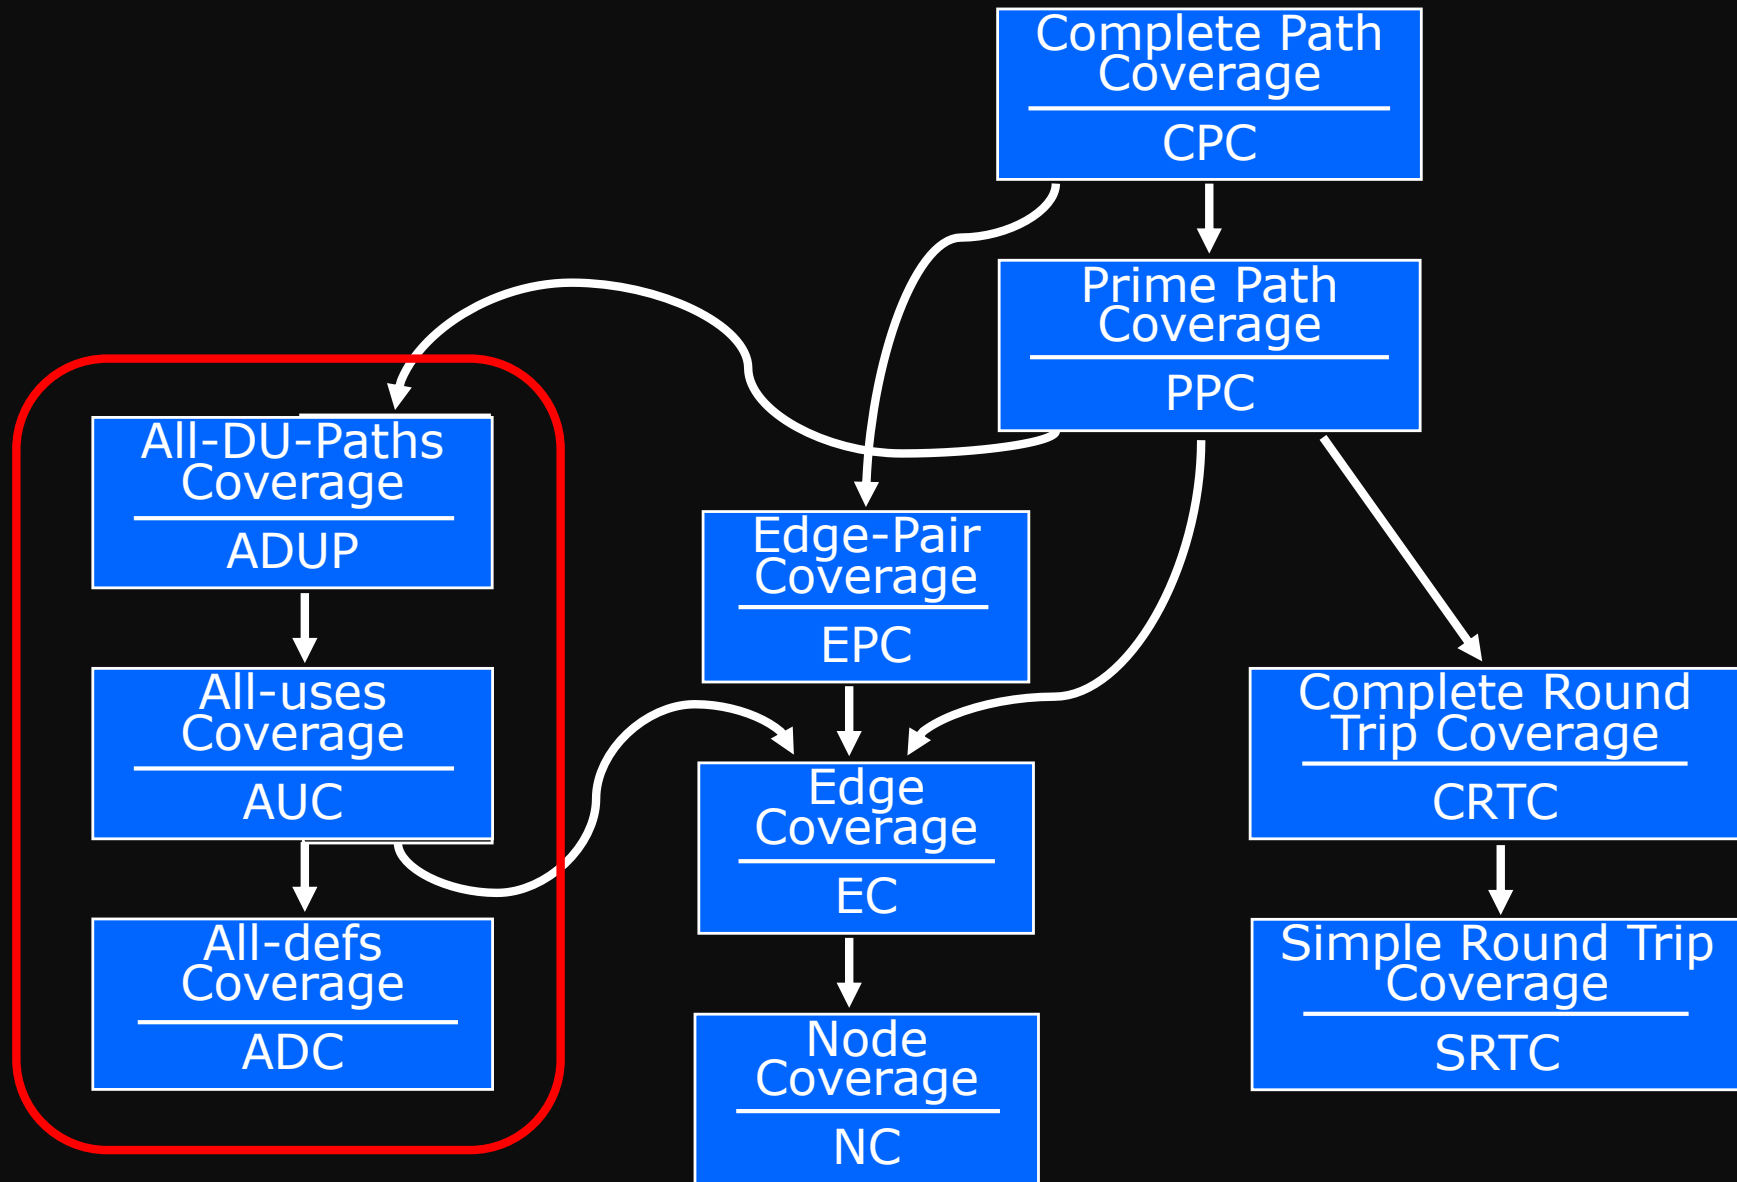 Complete Path
Coverage
CPC
Prime Path
Coverage
PPC
All-DU-Paths
Coverage
ADUP
Edge-Pair
Coverage
EPC
All-uses
Coverage
AUC
Complete Round
Trip Coverage
CRTC
Edge
Coverage
EC
All-defs
Coverage
ADC
Simple Round Trip
Coverage
SRTC
Node
Coverage
NC